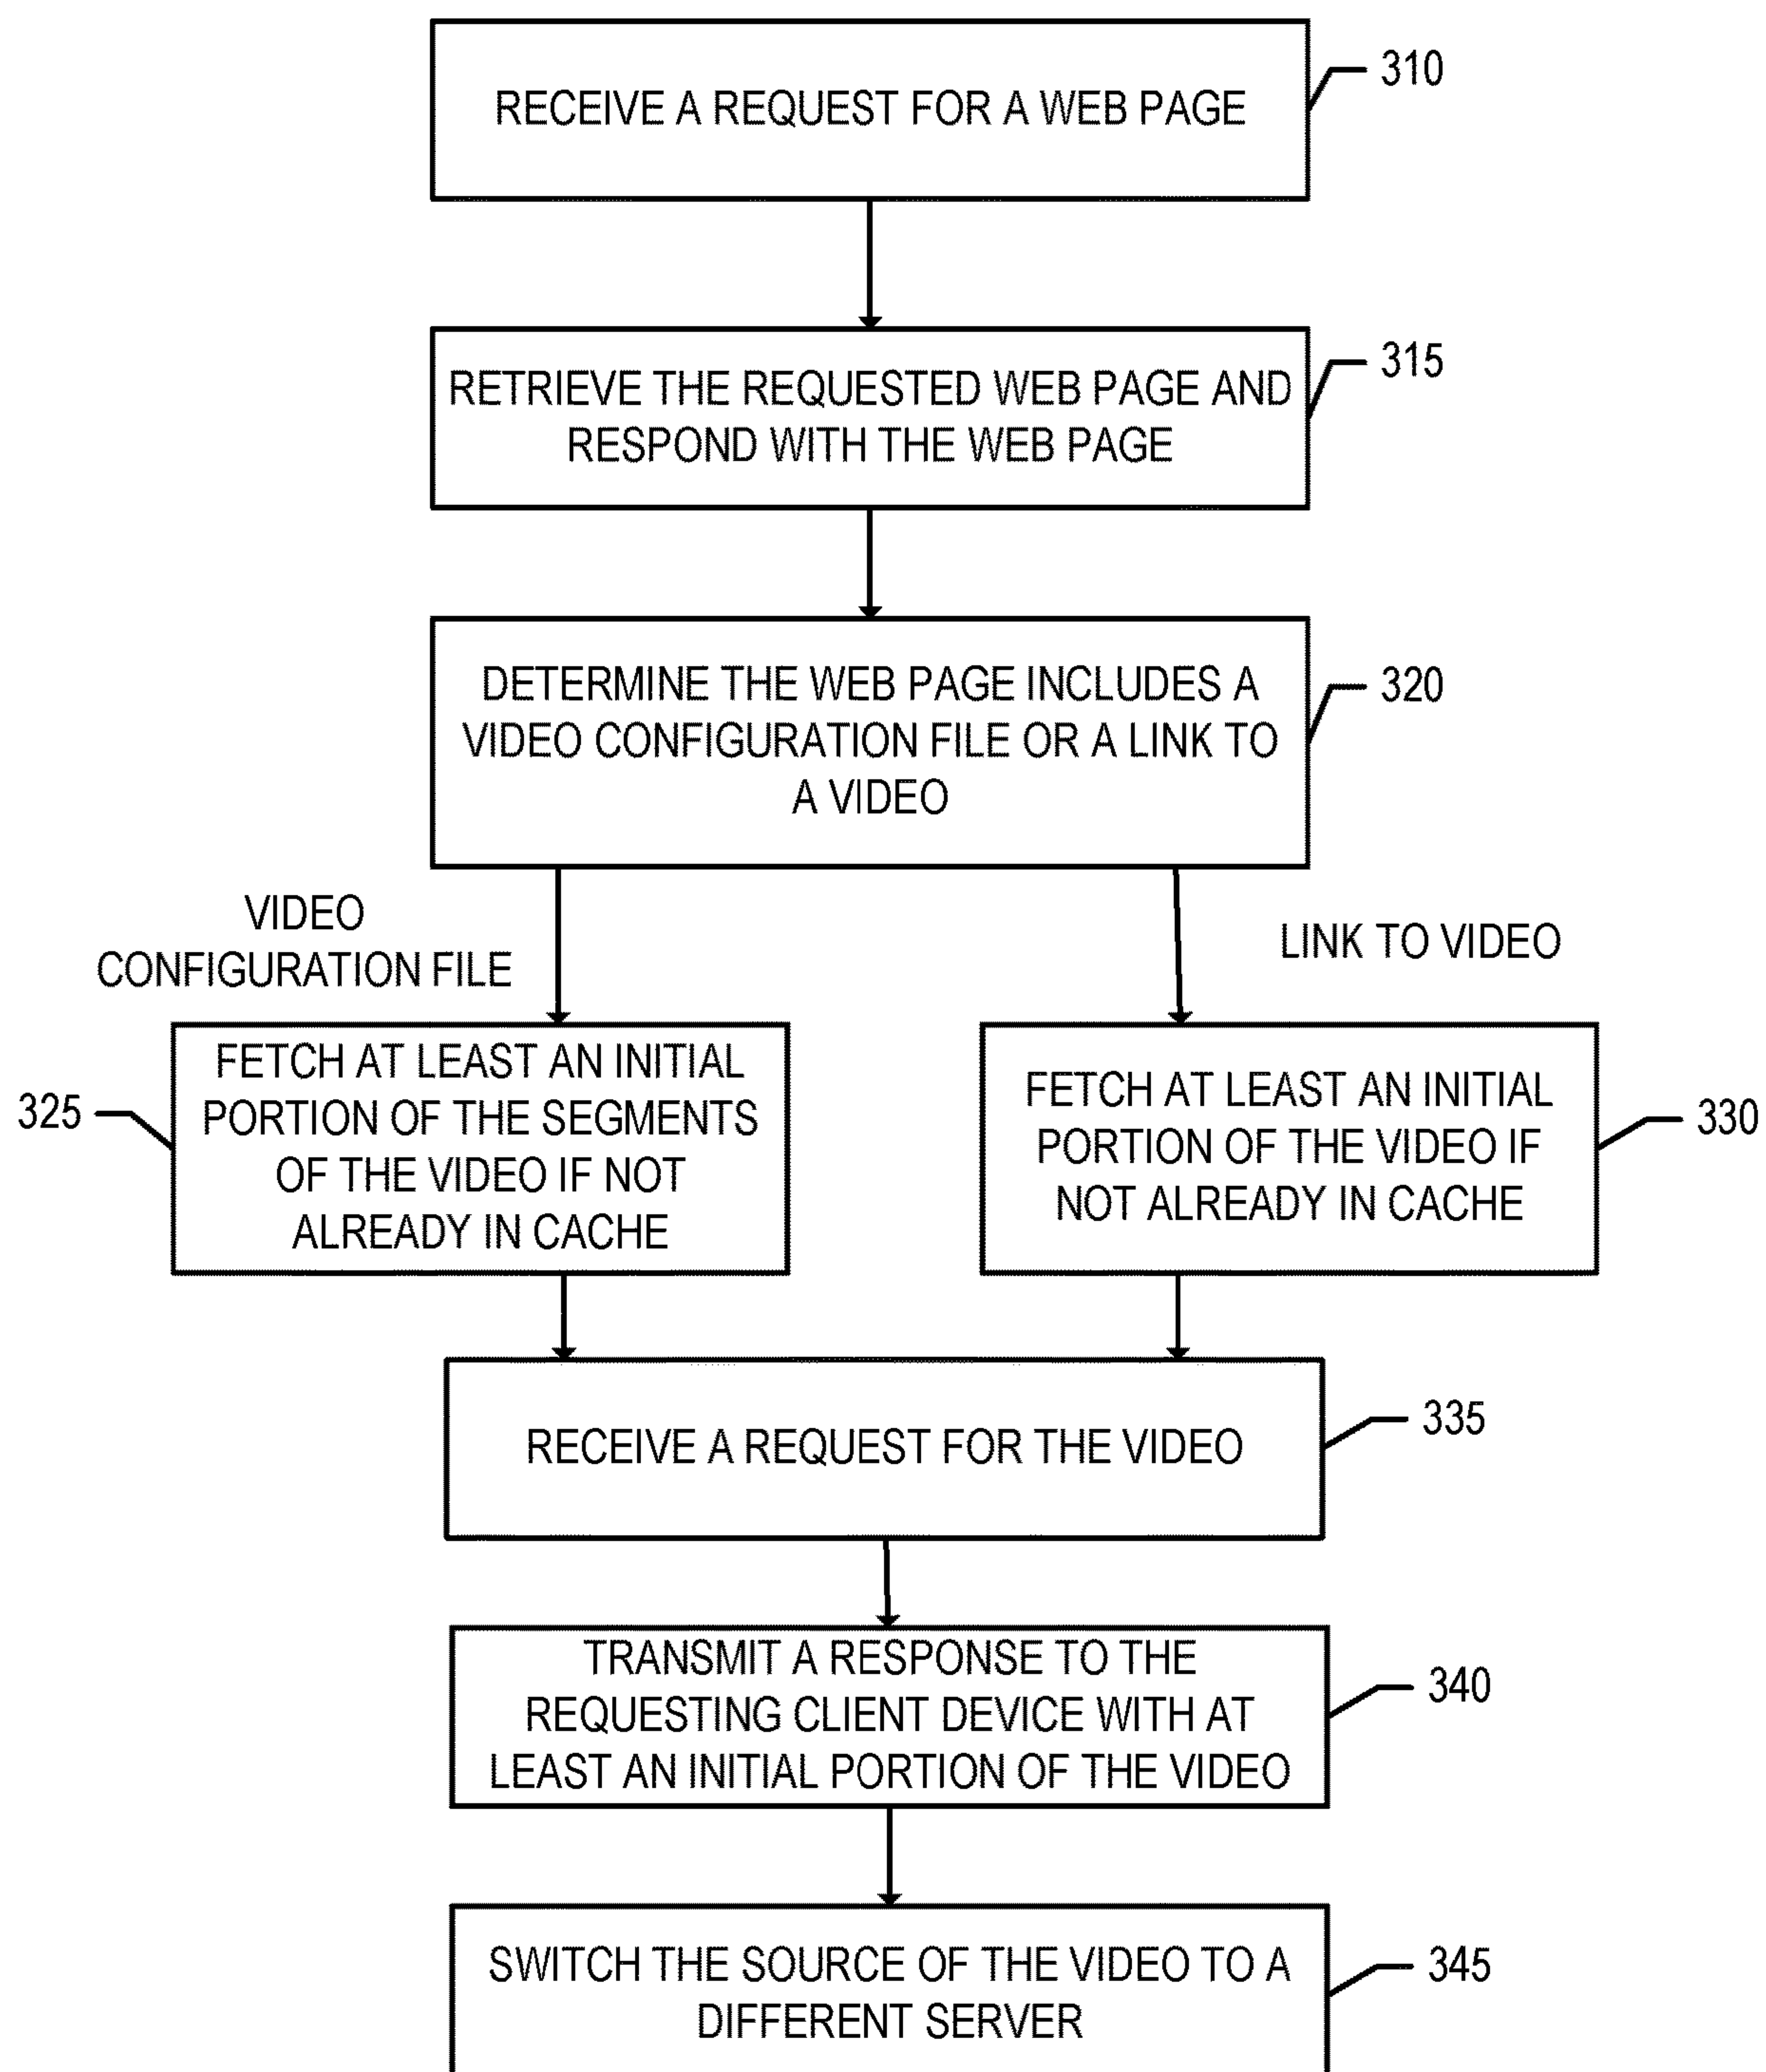 RECEIVE A REQUEST FOR A WEB PAGE
310
RETRIEVE THE REQUESTED WEB PAGE AND
RESPOND WITH THE WEB PAGE
315
DETERMINE THE WEB PAGE INCLUDES A
VIDEO CONFIGURATION FILE OR A LINK TO
A VIDEO
320
VIDEO
CONFIGURATION FILE
LINK TO VIDEO
325
FETCH AT LEAST AN INITIAL
PORTION OF THE SEGMENTS
OF THE VIDEO IF NOT
ALREADY IN CACHE
FETCH AT LEAST AN INITIAL
PORTION OF THE VIDEO IF
NOT ALREADY IN CACHE
330
RECEIVE A REQUEST FOR THE VIDEO
335
TRANSMIT A RESPONSE TO THE
REQUESTING CLIENT DEVICE WITH AT
LEAST AN INITIAL PORTION OF THE VIDEO
340
SWITCH THE SOURCE OF THE VIDEO TO A
DIFFERENT SERVER
345